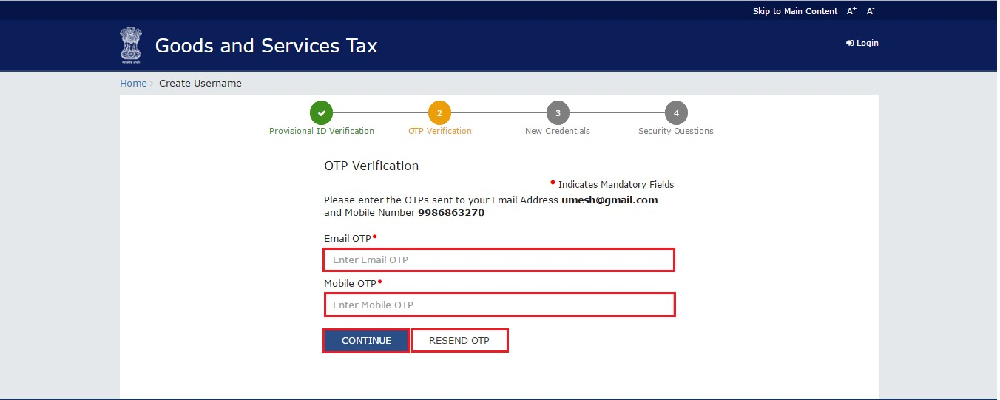 Skip to Main Content A+ A-
Goods and Services Tax
Login
Home › Create Username
2 3 4
Provisional ID Verification OTP Verification New Credentials Security Questions
OTP Verification
• Indicates Mandatory Fields
Please enter the OTPs sent to your Email Address umesh@gmail.com
and Mobile Number 9986863270
Email OTP•
Enter Email OTP
Mobile OTP•
Enter Mobile OTP
CONTINUE RESEND OTP